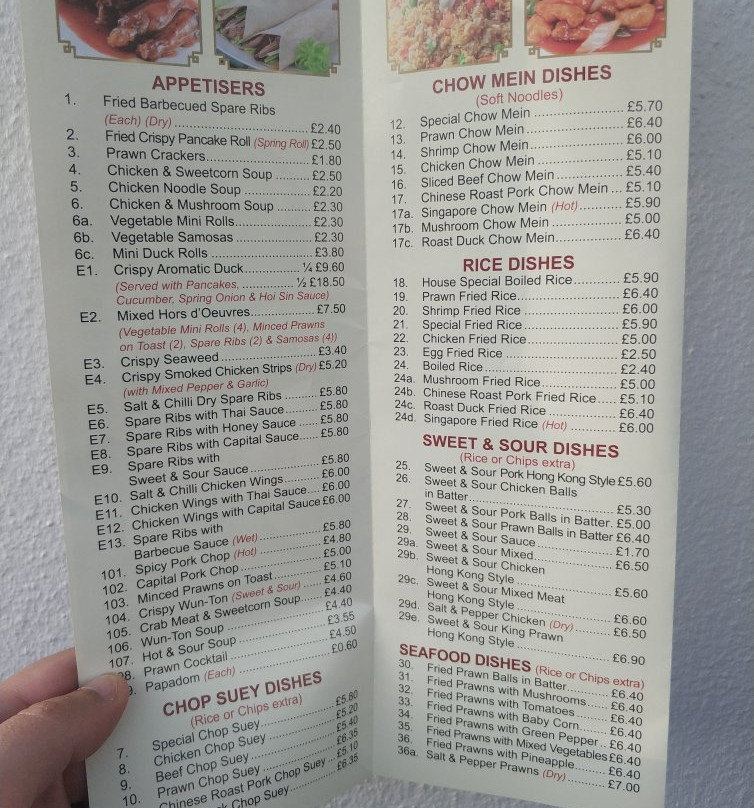 APPETISERS
1. Fried Barbecued Spare Ribs
(Each) (Dry) £2.40
2. Fried Crispy Pancake Roll (Spring Roll) £2.50
3. Prawn Crackers £1.80
4. Chicken & Sweetcorn Soup £2.50
5. Chicken Noodle Soup £2.20
6. Chicken & Mushroom Soup £2.30
6a. Vegetable Mini Rolls £2.30
6b. Vegetable Samosas £2.30
6c. Mini Duck Rolls £3.80
E1. Crispy Aromatic Duck ¼ £9.60
(Served with Pancakes, ½ £18.50
Cucumber, Spring Onion & Hoi Sin Sauce)
E2. Mixed Hors d'Oeuvres £7.50
(Vegetable Mini Rolls (4), Minced Prawns
on Toast (2), Spare Ribs (2) & Samosas (4))
E3. Crispy Seaweed £3.40
E4. Crispy Smoked Chicken Strips (Dry) £5.20
(with Mixed Pepper & Garlic)
E5. Salt & Chilli Dry Spare Ribs £5.80
E6. Spare Ribs with Thai Sauce £5.80
E7. Spare Ribs with Honey Sauce £5.80
E8. Spare Ribs with Capital Sauce £5.80
E9. Spare Ribs with
Sweet & Sour Sauce £5.80
E10. Salt & Chilli Chicken Wings £6.00
E11. Chicken Wings with Thai Sauce £6.00
E12. Chicken Wings with Capital Sauce £6.00
E13. Spare Ribs with
Barbecue Sauce (Wet) £5.80
101. Spicy Pork Chop (Hot) £4.80
102. Capital Pork Chop £5.00
103. Minced Prawns on Toast £5.10
104. Crispy Wun-Ton (Sweet & Sour) £4.60
105. Crab Meat & Sweetcorn Soup £4.40
106. Wun-Ton Soup £4.40
107. Hot & Sour Soup £3.55
8. Prawn Cocktail £4.50
9. Papadom (Each) £0.60
CHOP SUEY DISHES
(Rice or Chips extra)
7. Special Chop Suey £5.80
8. Chicken Chop Suey £5.20
9. Beef Chop Suey £5.40
10. Prawn Chop Suey £6.35
Chinese Roast Pork Chop Suey £5.10
Chop Suey £6.35
CHOW MEIN DISHES
(Soft Noodles)
12. Special Chow Mein £5.70
13. Prawn Chow Mein £6.40
14. Shrimp Chow Mein £6.00
15. Chicken Chow Mein £5.10
16. Sliced Beef Chow Mein £5.40
17. Chinese Roast Pork Chow Mein £5.10
17a. Singapore Chow Mein (Hot) £5.90
17b. Mushroom Chow Mein £5.00
17c. Roast Duck Chow Mein £6.40
RICE DISHES
18. House Special Boiled Rice £5.90
19. Prawn Fried Rice £6.40
20. Shrimp Fried Rice £6.00
21. Special Fried Rice £5.90
22. Chicken Fried Rice £5.00
23. Egg Fried Rice £2.50
24. Boiled Rice £2.40
24a. Mushroom Fried Rice £5.00
24b. Chinese Roast Pork Fried Rice £5.10
24c. Roast Duck Fried Rice £6.40
24d. Singapore Fried Rice (Hot) £6.00
SWEET & SOUR DISHES
(Rice or Chips extra)
25. Sweet & Sour Pork Hong Kong Style £5.60
26. Sweet & Sour Chicken Balls
in Batter £5.30
27. Sweet & Sour Pork Balls in Batter £5.00
28. Sweet & Sour Prawn Balls in Batter £6.40
29. Sweet & Sour Sauce £1.70
29a. Sweet & Sour Mixed £6.50
29b. Sweet & Sour Chicken
Hong Kong Style £5.60
29c. Sweet & Sour Mixed Meat
Hong Kong Style £6.60
29d. Salt & Pepper Chicken (Dry) £6.50
29e. Sweet & Sour King Prawn
Hong Kong Style £6.90
SEAFOOD DISHES (Rice or Chips extra)
30. Fried Prawn Balls in Batter £6.40
31. Fried Prawns with Mushrooms £6.40
32. Fried Prawns with Tomatoes £6.40
33. Fried Prawns with Baby Corn £6.40
34. Fried Prawns with Green Pepper £6.40
35. Fried Prawns with Mixed Vegetables £6.40
36. Fried Prawns with Pineapple £6.40
36a. Salt & Pepper Prawns (Dry) £7.00